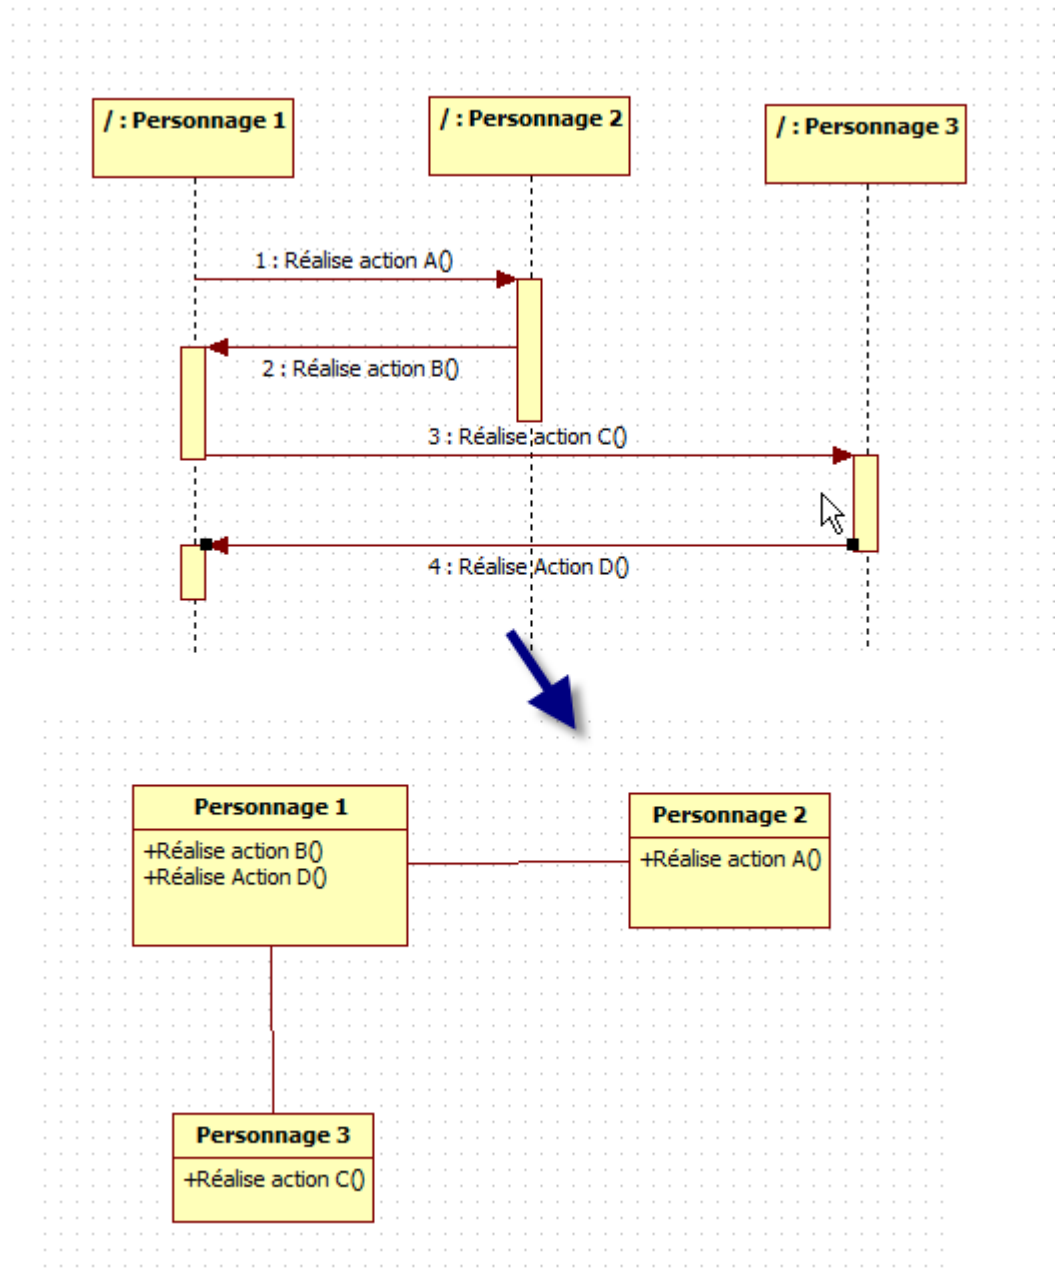 / : Personnage 1
/ : Personnage 2
/ : Personnage 3
1 : Réalise action A()
2 : Réalise action B()
3 : Réalise action C()
4 : Réalise Action D()
Personnage 1
+Réalise action B()
+Réalise Action D()
Personnage 2
+Réalise action A()
Personnage 3
+Réalise action C()